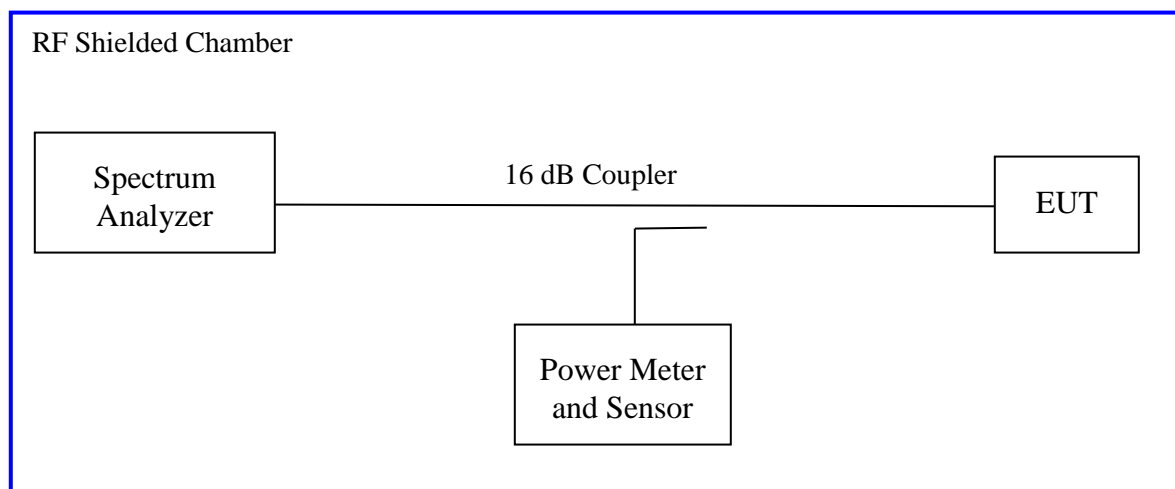 RF Shielded Chamber
Spectrum
Analyzer
16 dB Coupler
EUT
Power Meter
and Sensor